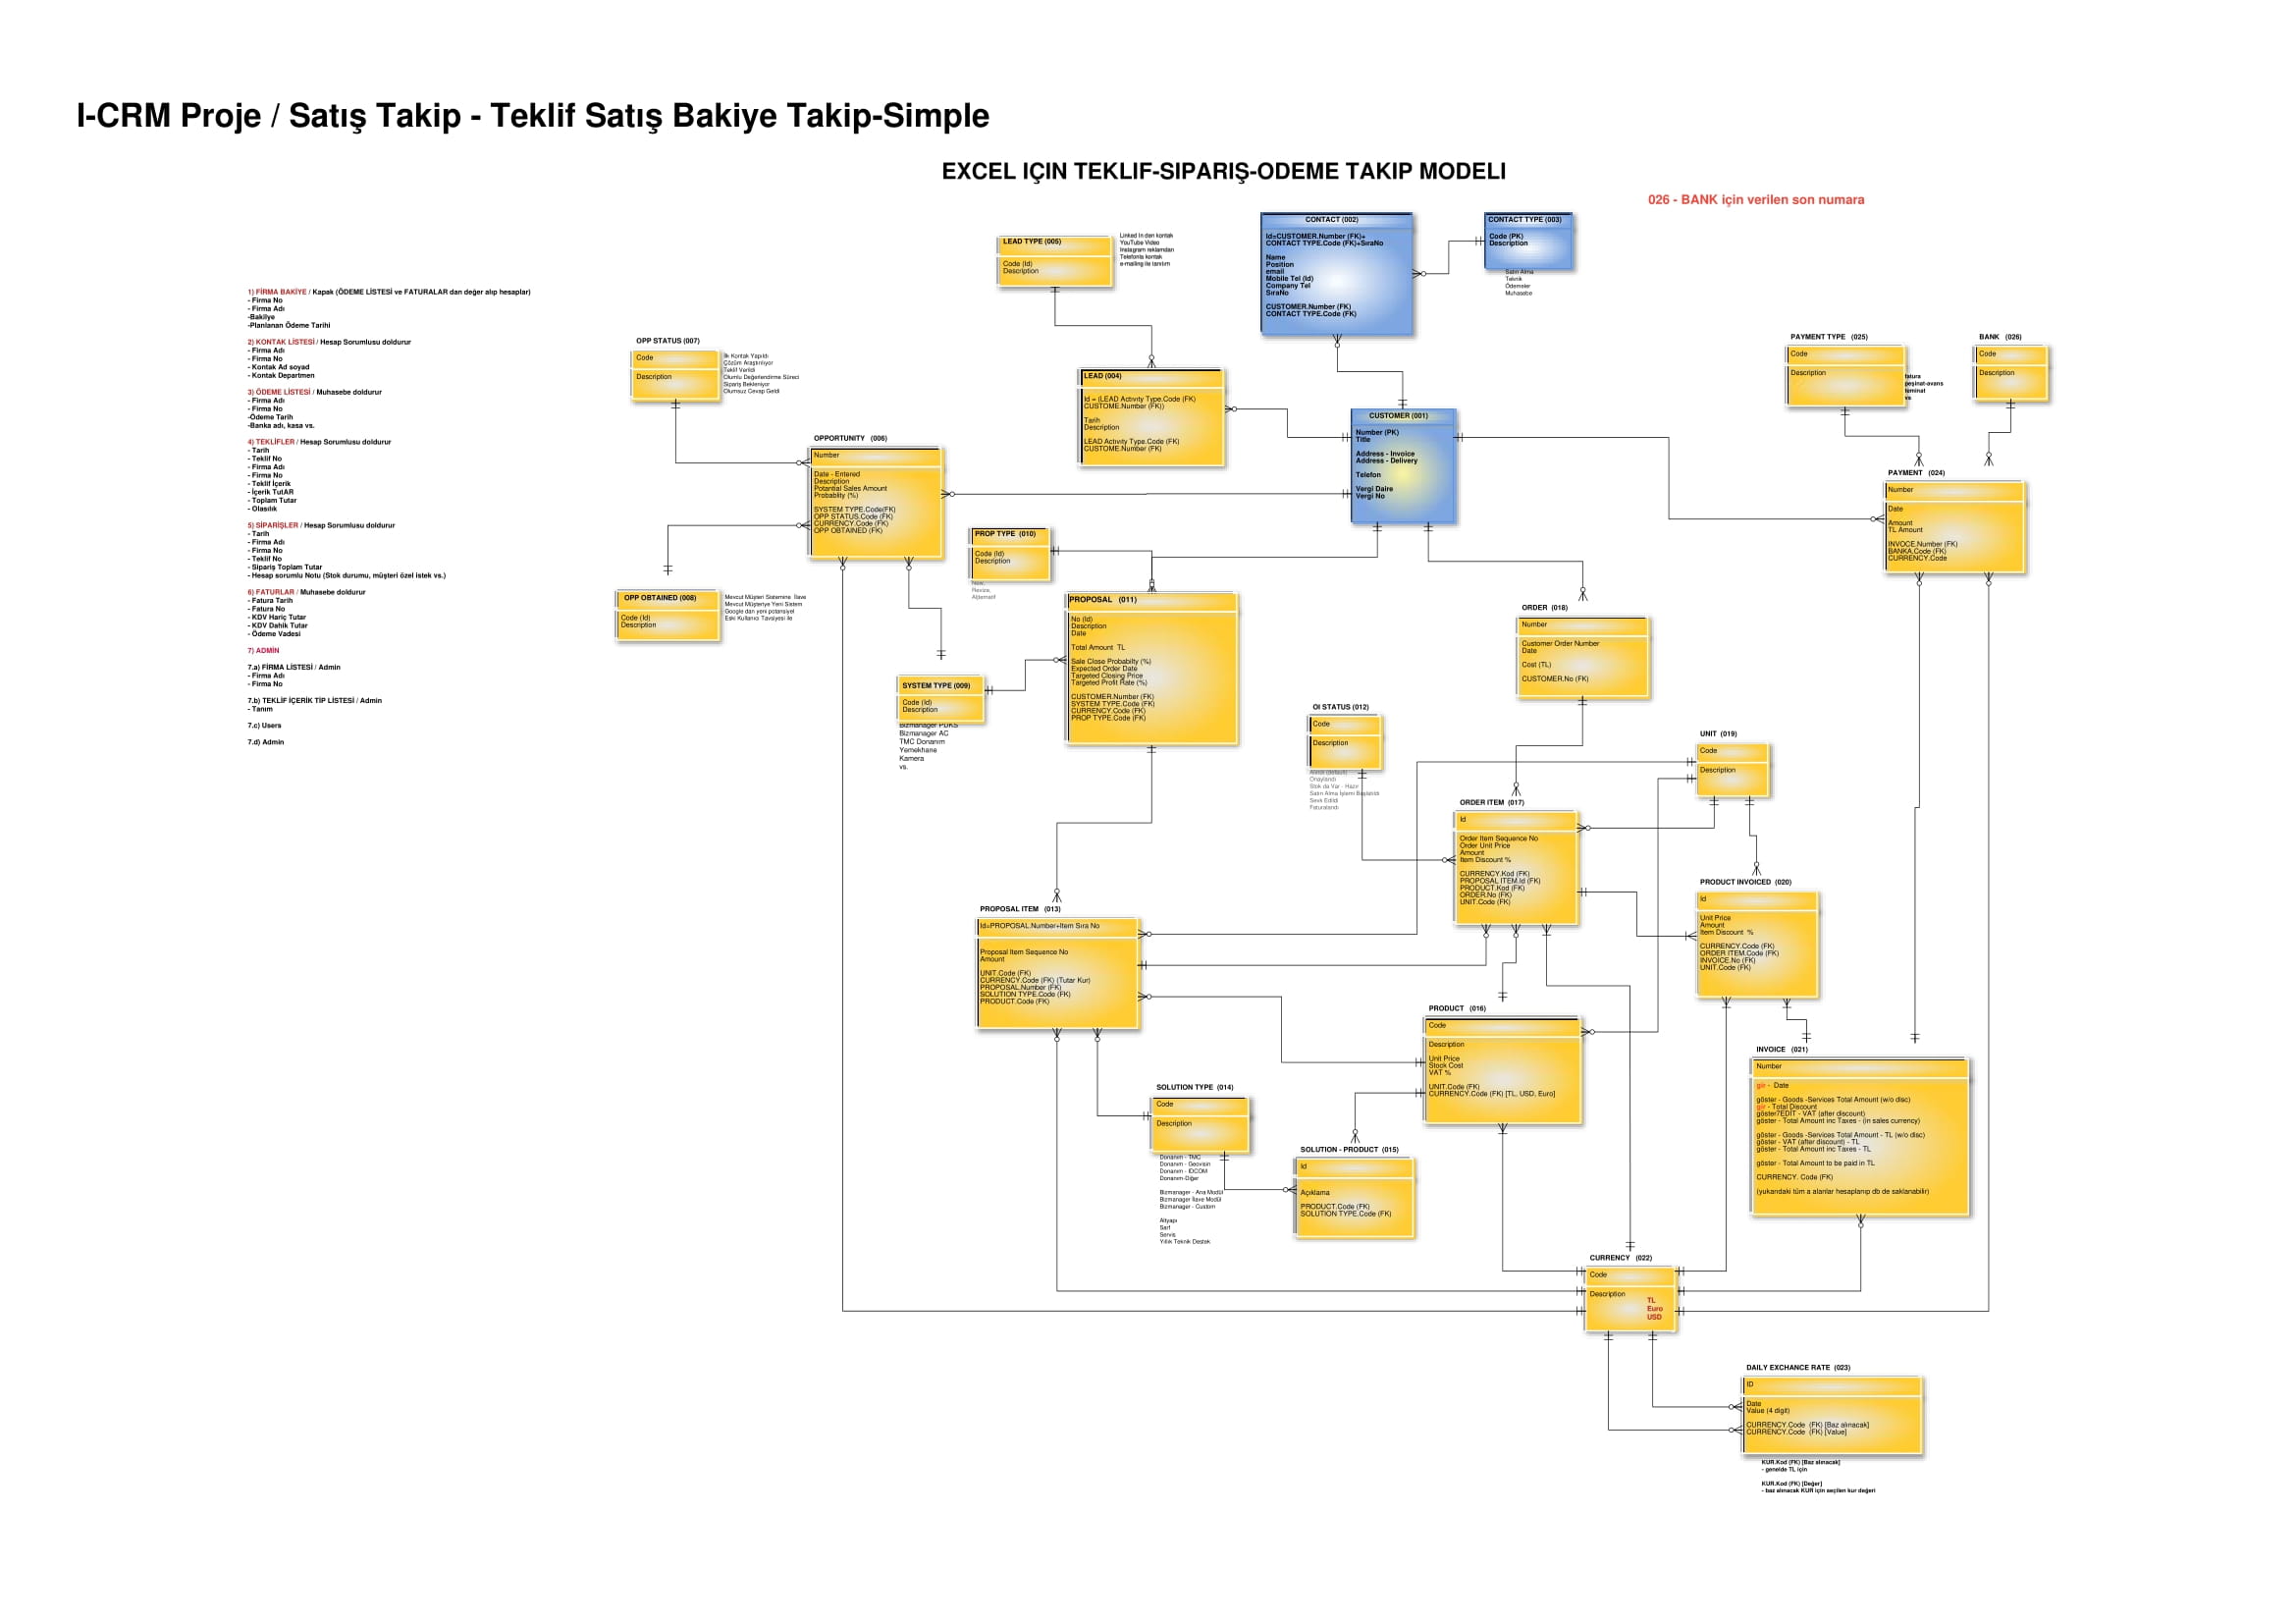 I-CRM Proje / Satış Takip - Teklif Satış Bakiye Takip-Simple
EXCEL IÇIN TEKLIF-SIPARIŞ-ODEME TAKIP MODELI
026 - BANK için verilen son numara
1) FİRMA BAKİYE / Kapak (ÖDEME LİSTESİ ve FATURALAR dan değer alıp hesaplar)
- Firma No
- Firma Adı
-Bakiiye
-Planlanan Ödeme Tarihi
2) KONTAK LİSTESİ / Hesap Sorumlusu doldurur
- Firma Adı
- Firma No
- Kontak Ad soyad
- Kontak Departmen
3) ÖDEME LİSTESİ / Muhasebe doldurur
- Firma Adı
- Firma No
-Ödeme Tarih
-Banka adı, kasa vs.
4) TEKLİFLER / Hesap Sorumlusu doldurur
- Tarih
- Teklif No
- Firma Adı
- Firma No
- Teklif İçerik
- İçerik TutAR
- Toplam Tutar
- Olasılık
5) SİPARİŞLER / Hesap Sorumlusu doldurur
- Tarih
- Firma Adı
- Firma No
- Teklif No
- Sipariş Toplam Tutar
- Hesap sorumlu Notu (Stok durumu, müşteri özel istek vs.)
6) FATURLAR / Muhasebe doldurur
- Fatura Tarih
- Fatura No
- KDV Hariç Tutar
- KDV Dahik Tutar
- Ödeme Vadesi
7) ADMIN
7.a) FİRMA LİSTESİ / Admin
- Firma Adı
- Firma No
7.b) TEKLİF İÇERİK TİP LİSTESİ / Admin
- Tanım
7.c) Users
7.d) Admin
LEAD TYPE (005)
Code (Id)
Description
Linked In den kontak
YouTube Video
Instagram reklamdan
Telefonla kontak
e-mailing ile tanıtım
CONTACT (002)
Id=CUSTOMER.Number (FK)+
CONTACT TYPE.Code (FK)+SıraNo
Name
Position
email
Mobile Tel (Id)
Company Tel
SıraNo
CUSTOMER.Number (FK)
CONTACT TYPE.Code (FK)
CONTACT TYPE (003)
Code (PK)
Description
Satın Alma
Teknik
Ödemeler
Muhasebe
OPP STATUS (007)
Code
Description
İlk Kontak Yapıldı
Çözüm Araştırılıyor
Teklif Verildi
Olumlu Değerlendirme Süreci
Sipariş Bekleniyor
Olumsuz Cevap Geldi
LEAD (004)
Id = (LEAD Activity Type.Code (FK)
CUSTOME.Number (FK))
Tarih
Description
LEAD Activity Type.Code (FK)
CUSTOME.Number (FK)
CUSTOMER (001)
Number (PK)
Title
Address - Invoice
Address - Delivery
Telefon
Vergi Daire
Vergi No
PAYMENT TYPE (025)
Code
Description
fatura
peşinat-avans
teminat
vs
BANK (026)
Code
Description
OPPORTUNITY (006)
Number
Date - Entered
Description
Potantial Sales Amount
Probablity (%)
SYSTEM TYPE.Code(FK)
OPP STATUS.Code (FK)
CURRENCY.Code (FK)
OPP OBTAINED (FK)
PAYMENT (024)
Number
Date
Amount
TL Amount
INVOCE.Number (FK)
BANKA.Code (FK)
CURRENCY.Code
PROP TYPE (010)
Code (Id)
Description
New,
Revize,
Alternatif
OPP OBTAINED (008)
Code (Id)
Description
Mevcut Müşteri Sistemine İlave
Mevcut Müşteriye Yeni Sistem
Google dan yeni potansiyel
Eski Kullanıcı Tavsiyesi ile
PROPOSAL (011)
No (Id)
Description
Date
Total Amount TL
Sale Close Probabilty (%)
Expected Order Date
Targeted Closing Price
Targeted Profit Rate (%)
CUSTOMER.Number (FK)
SYSTEM TYPE.Code (FK)
CURRENCY.Code (FK)
PROP TYPE.Code (FK)
ORDER (018)
Number
Customer Order Number
Date
Cost (TL)
CUSTOMER.No (FK)
SYSTEM TYPE (009)
Code (Id)
Description
Bizmanager PDKS
Bizmanager AC
TMC Donanım
Yemekhane
Kamera
vs.
OI STATUS (012)
Code
Description
Onaylandı
Stok da Var - Hazır
Satın Alma İşlemi Başlatıldı
Sevk Edildi
Faturalandı
UNIT (019)
Code
Description
ORDER ITEM (017)
Id
Order Item Sequence No
Order Unit Price
Amount
Item Discount %
CURRENCY.Kod (FK)
PROPOSAL ITEM.Id (FK)
PRODUCT.Kod (FK)
ORDER.No (FK)
UNIT.Code (FK)
PRODUCT INVOICED (020)
Id
Unit Price
Amount
Item Discount %
CURRENCY.Code (FK)
ORDER ITEM.Code (FK)
INVOICE.No (FK)
UNIT.Code (FK)
PROPOSAL ITEM (013)
Id=PROPOSAL.Number+Item Sıra No
Proposal Item Sequence No
Amount
UNIT.Code (FK)
CURRENCY.Code (FK) (Tutar Kur)
PROPOSAL.Number (FK)
SOLUTION TYPE.Code (FK)
PRODUCT.Code (FK)
PRODUCT (016)
Code
Description
Unit Price
Stock Cost
VAT %
UNIT.Code (FK)
CURRENCY.Code (FK) [TL, USD, Euro]
INVOICE (021)
Number
gir - Date
göster - Goods -Services Total Amount (w/o disc)
gir - Total Discount
göster?EDIT - VAT (after discount)
göster - Total Amount inc Taxes - (in sales currency)
göster - Goods -Services Total Amount - TL (w/o disc)
göster - VAT (after discount) - TL
göster - Total Amount inc Taxes - TL
göster - Total Amount to be paid in TL
CURRENCY. Code (FK)
(yukarıdaki tüm a alanlar hesaplanıp db de saklanabilir)
SOLUTION TYPE (014)
Code
Description
Donanım - TMC
Donanım - Geovisin
Donanım - IDCOM
Donanım-Diğer
Bizmanager - Ana Modül
Bizmanager İlave Modül
Bizmanager - Custom
Altyapı
Sarf
Servis,
Yıllık Teknik Destek
SOLUTION - PRODUCT (015)
Id
Açıklama
PRODUCT.Code (FK)
SOLUTION TYPE.Code (FK)
CURRENCY (022)
Code
Description
TL
Euro
USD
DAILY EXCHANCE RATE (023)
ID
Date
Value (4 digit)
CURRENCY.Code (FK) [Baz alınacak]
CURRENCY.Code (FK) [Value]
KUR.Kod (FK) [Baz alınacak]
- genelde TL için
KUR.Kod (FK) [Değer]
- baz alınacak KUR için seçilen kur değeri